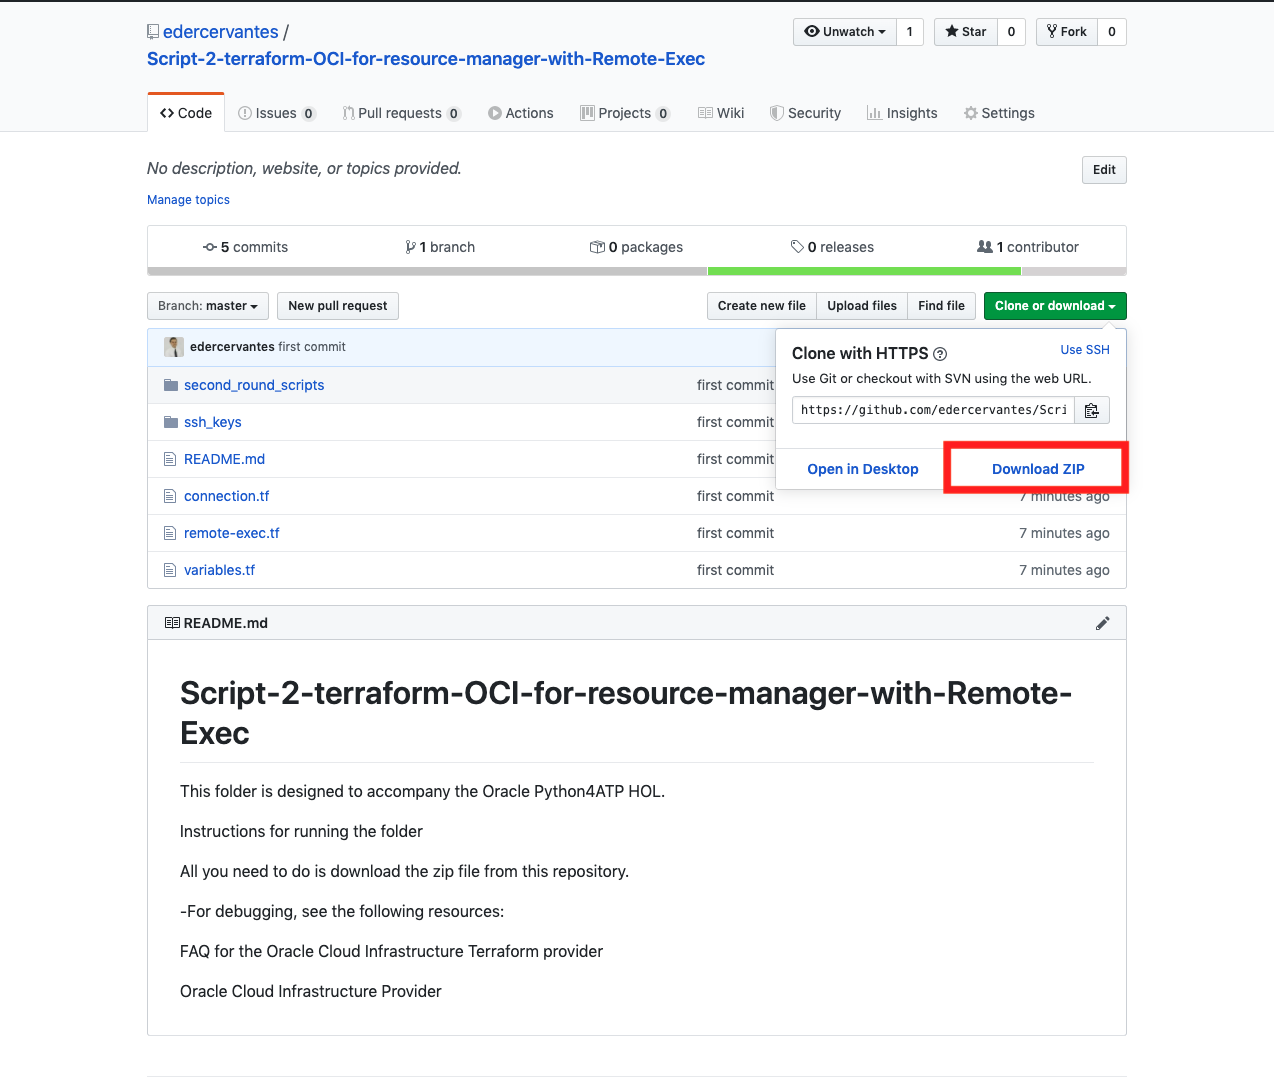 edercervantes /
Unwatch 1 Star 0 Fork 0
Script-2-terraform-OCI-for-resource-manager-with-Remote-Exec
Code Issues 0 Pull requests 0 Actions Projects 0 Wiki Security Insights Settings
No description, website, or topics provided.
Edit
Manage topics
5 commits 1 branch 0 packages 0 releases 1 contributor
Branch: master New pull request Create new file Upload files Find file Clone or download
edercervantes first commit
Clone with HTTPS Use SSH
Use Git or checkout with SVN using the web URL.
https://github.com/edercervantes/Scri
Open in Desktop Download ZIP
second_round_scripts first commit
ssh_keys first commit
README.md first commit
connection.tf first commit 7 minutes ago
remote-exec.tf first commit 7 minutes ago
variables.tf first commit 7 minutes ago
README.md
Script-2-terraform-OCI-for-resource-manager-with-Remote-
Exec
This folder is designed to accompany the Oracle Python4ATP HOL.
Instructions for running the folder
All you need to do is download the zip file from this repository.
-For debugging, see the following resources:
FAQ for the Oracle Cloud Infrastructure Terraform provider
Oracle Cloud Infrastructure Provider